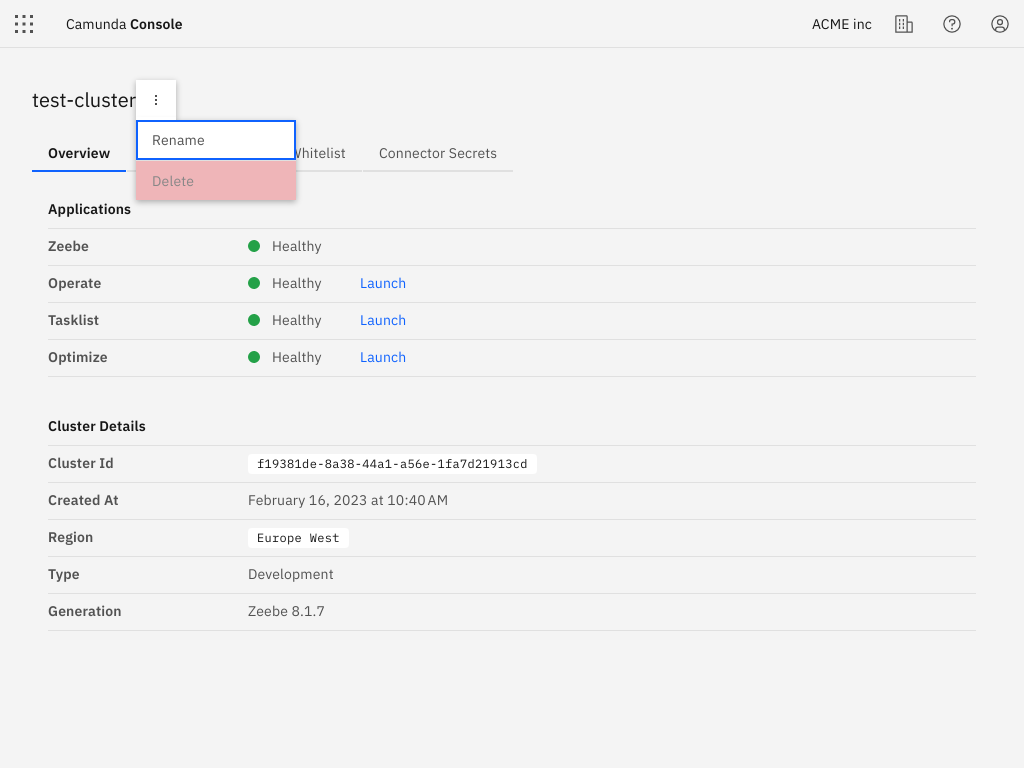 Camunda Console
ACME inc
test-cluster
Rename
Delete
Overview
Whitelist
Connector Secrets
Applications
Zeebe Healthy
Operate Healthy Launch
Tasklist Healthy Launch
Optimize Healthy Launch
Cluster Details
Cluster Id f19381de-8a38-44a1-a56e-1fa7d21913cd
Created At February 16, 2023 at 10:40 AM
Region Europe West
Type Development
Generation Zeebe 8.1.7